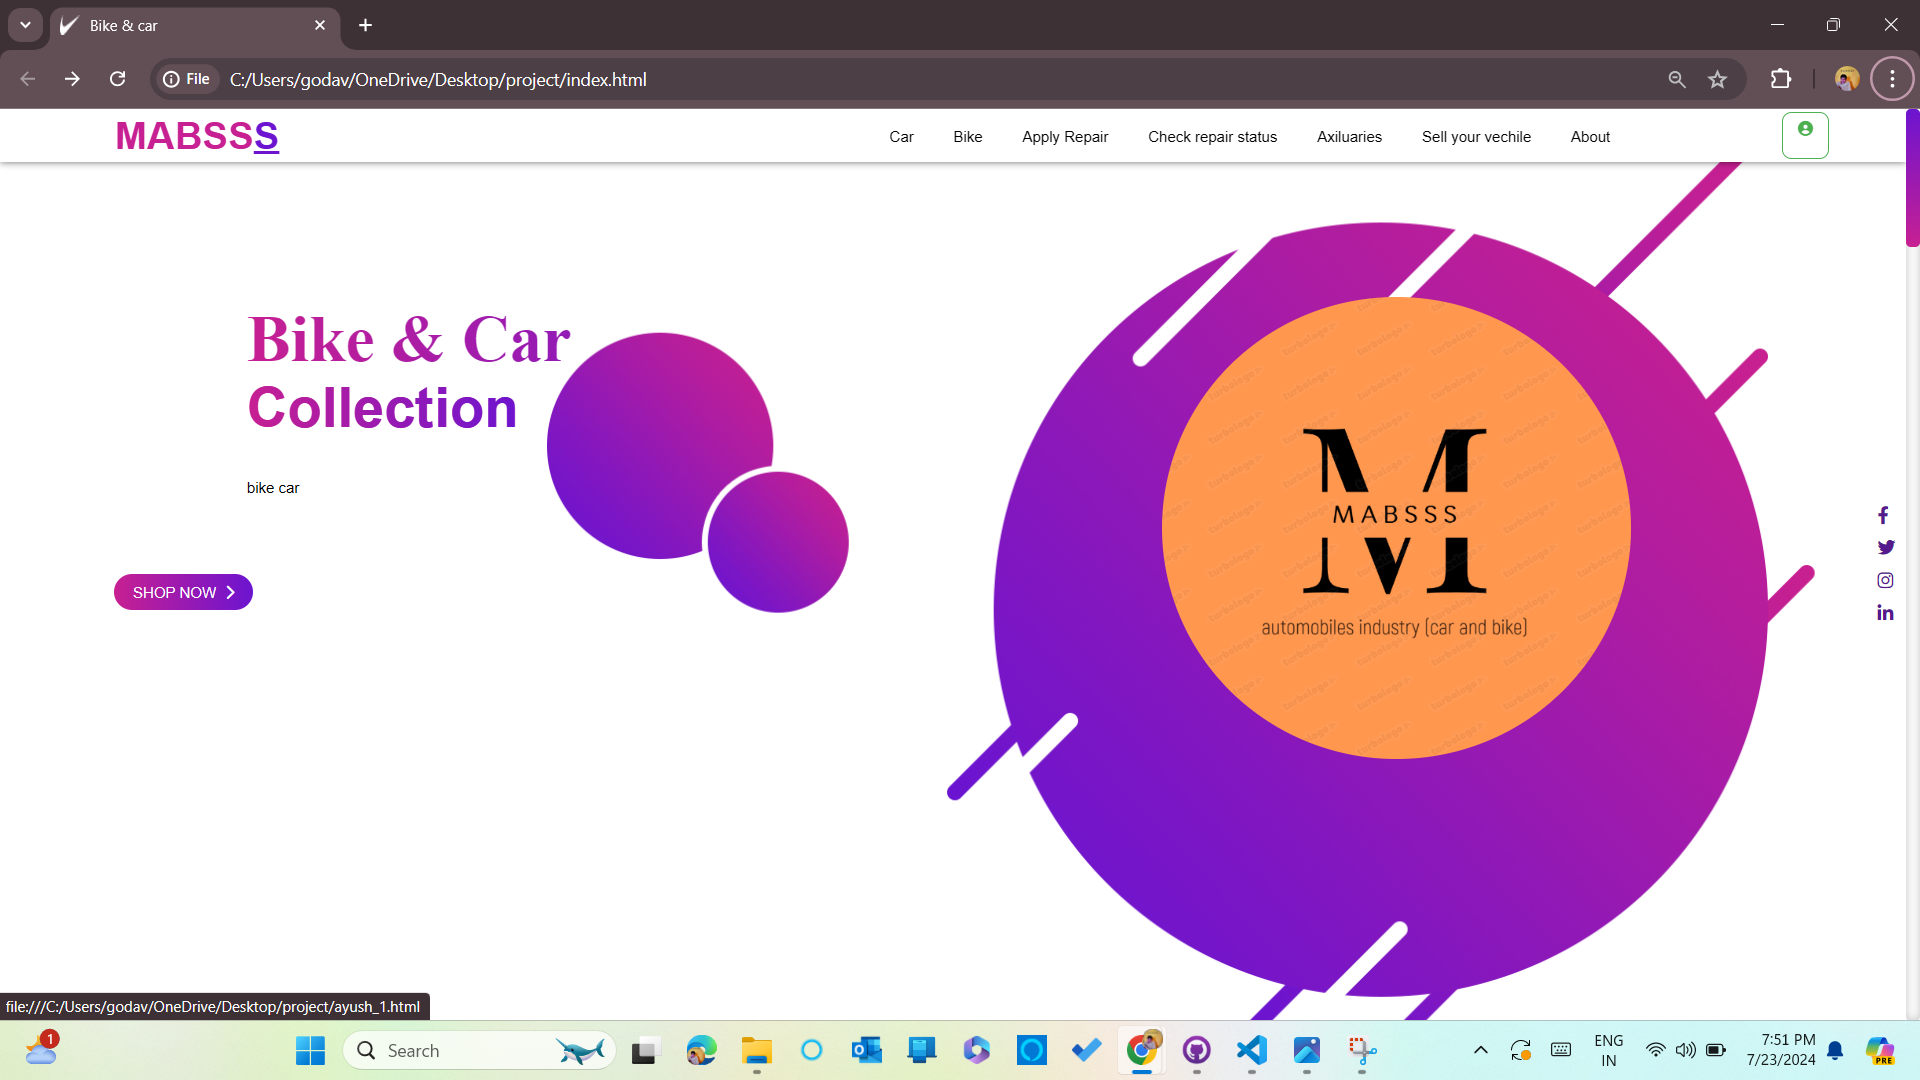 Bike & car
File
C:/Users/godav/OneDrive/Desktop/project/index.html
MABSSS
Car
Bike
Apply Repair
Check repair status
Axiluaries
Sell your vechile
About
Bike & Car
Collection
bike car
SHOP NOW
MABSSS
automobiles industry (car and bike)
file:///C:/Users/godav/OneDrive/Desktop/project/ayush_1.html
1
Search
ENG
IN
7:51 PM
7/23/2024
PRE